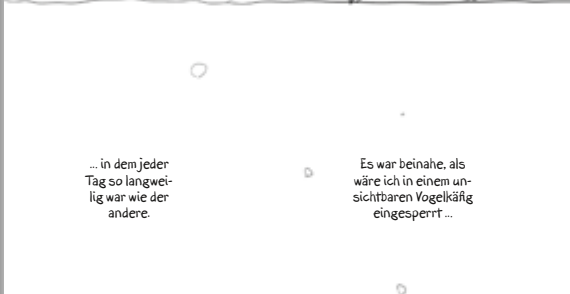 ... in dem jeder
Tag so langwei-
lig war wie der
andere.
Es war beinahe, als
wäre ich in einem un-
sichtbaren Vogelkäfig
eingesperrt ...